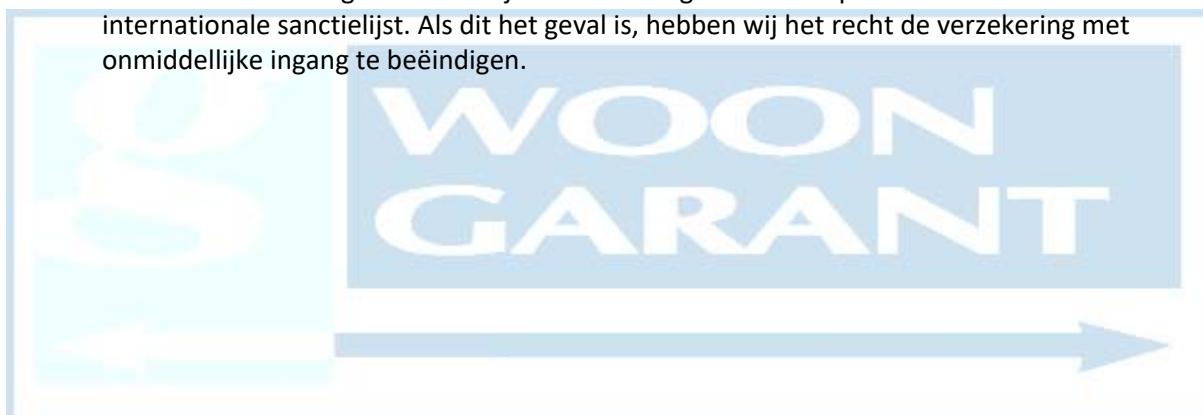 internationale sanctielijst. Als dit het geval is, hebben wij het recht de verzekering met
onmiddellijke ingang te beëindigen.
g
WOON
GARANT